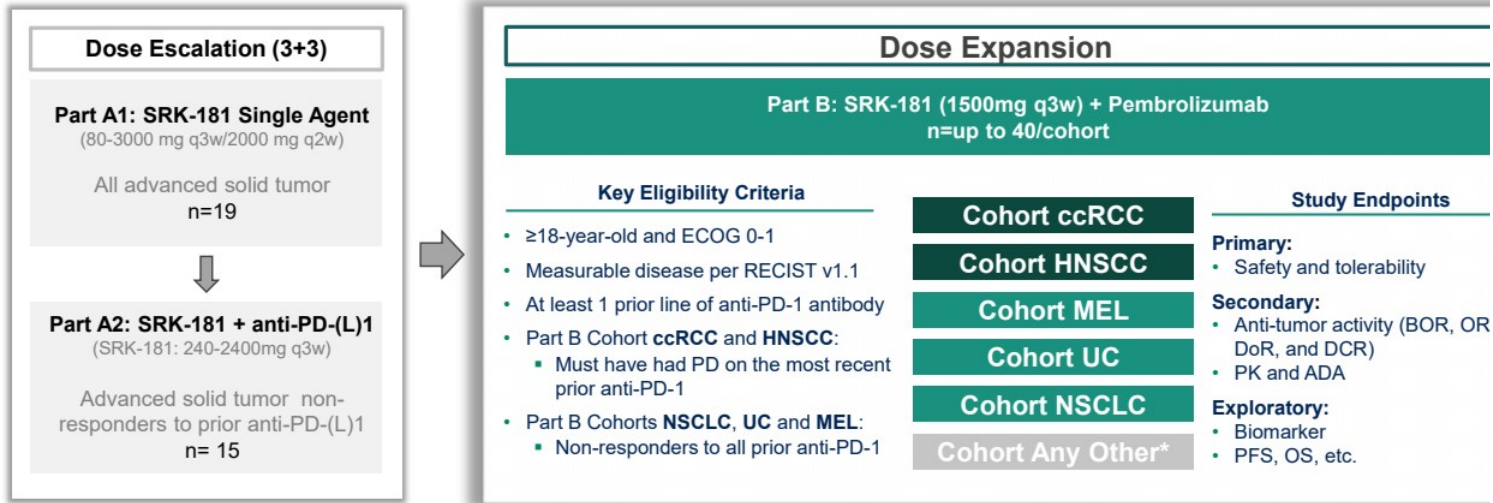 Dose Escalation (3+3)
Part A1: SRK-181 Single Agent
(80-3000 mg q3w/2000 mg q2w)
All advanced solid tumor
n=19
Part A2: SRK-181 + anti-PD-(L)1
(SRK-181: 240-2400mg q3w)
Advanced solid tumor non-
responders to prior anti-PD-(L)1
n= 15
Dose Expansion
Part B: SRK-181 (1500mg q3w) + Pembrolizumab
n=up to 40/cohort
Key Eligibility Criteria
• ≥18-year-old and ECOG 0-1
• Measurable disease per RECIST v1.1
• At least 1 prior line of anti-PD-1 antibody
• Part B Cohort ccRCC and HNSCC:
▪ Must have had PD on the most recent
prior anti-PD-1
• Part B Cohorts NSCLC, UC and MEL:
▪ Non-responders to all prior anti-PD-1
Cohort ccRCC
Cohort HNSCC
Cohort MEL
Cohort UC
Cohort NSCLC
Cohort Any Other*
Study Endpoints
Primary:
• Safety and tolerability
Secondary:
• Anti-tumor activity (BOR, OR
DoR, and DCR)
• PK and ADA
Exploratory:
• Biomarker
• PFS, OS, etc.